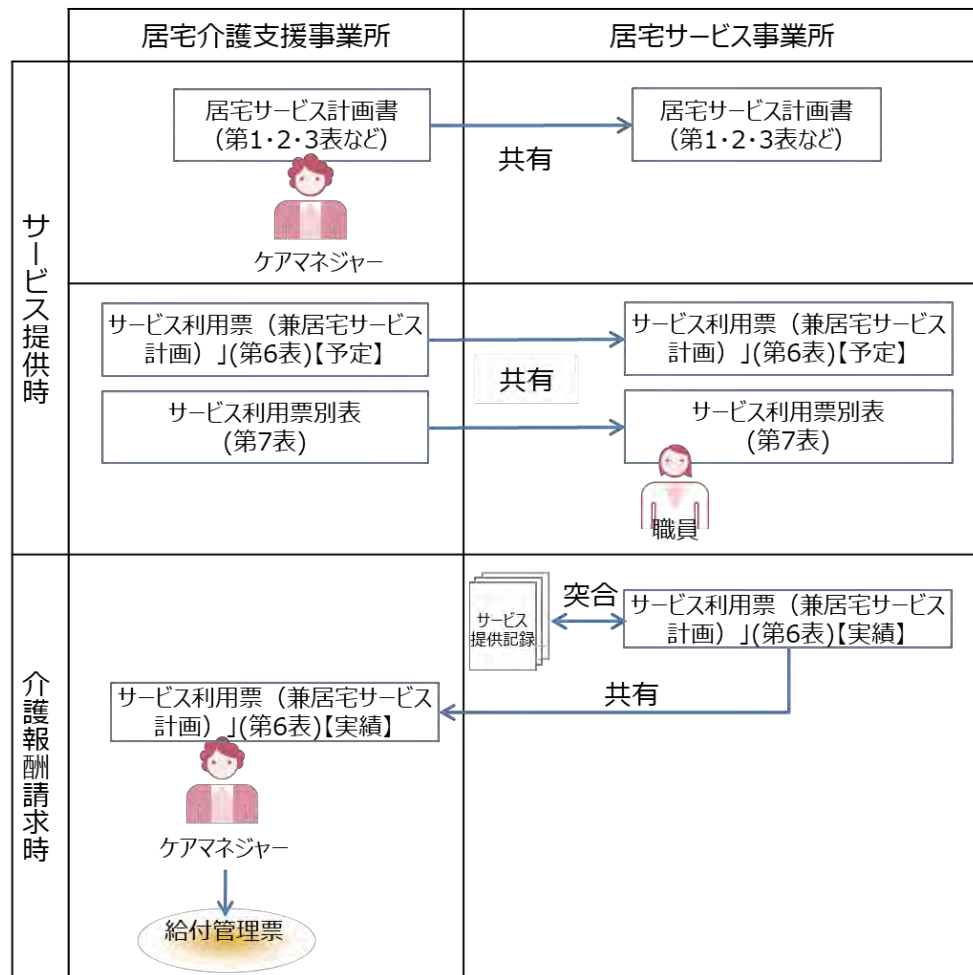 居宅介護支援事業所
居宅サービス事業所
サービス提供時
居宅サービス計画書
(第1・2・3表など)
共有
居宅サービス計画書
(第1・2・3表など)
ケアマネジャー
サービス利用票（兼居宅サービス
計画）」(第6表)【予定】
共有
サービス利用票（兼居宅サービス
計画）」(第6表)【予定】
サービス利用票別表
(第7表)
サービス利用票別表
(第7表)
職員
介護報酬請求時
サービス
提供記録
突合
サービス利用票（兼居宅サービス
計画）」(第6表)【実績】
共有
サービス利用票（兼居宅サービス
計画）」(第6表)【実績】
ケアマネジャー
給付管理票